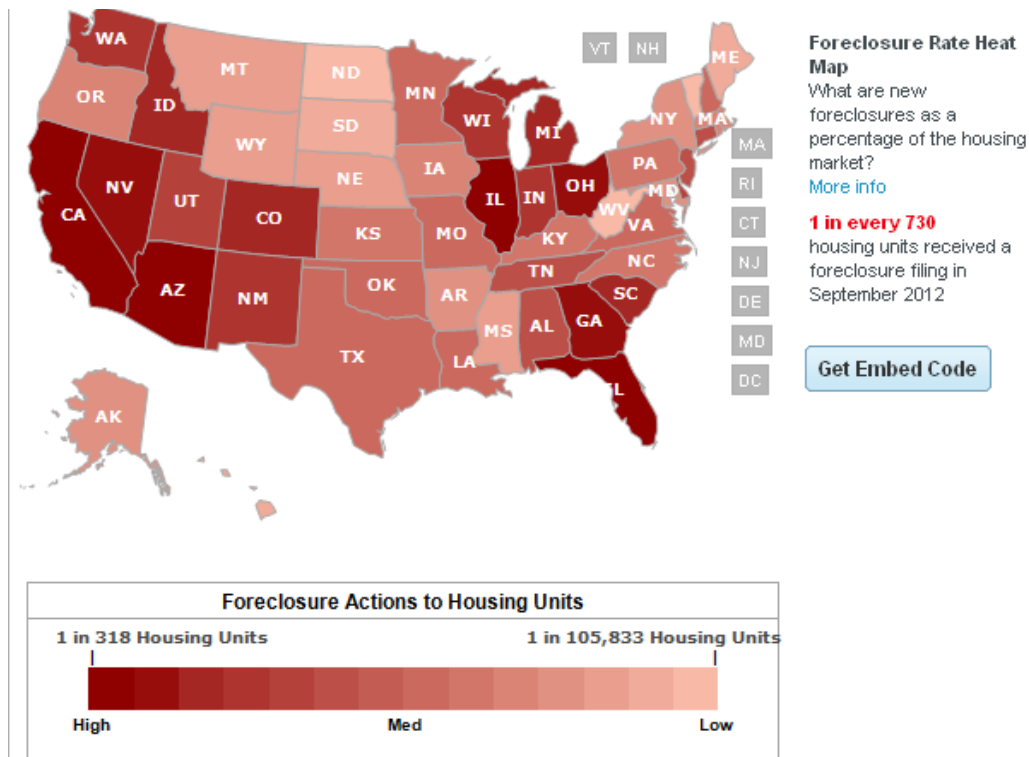 WA
MT
ND
VT
NH
ME
OR
ID
MN
SD
WI
MI
NY
MA
WY
IA
NE
PA
NV
UT
CO
CA
IL
IN
OH
MD
WV
VA
KS
MO
KY
NC
AZ
NM
OK
TN
AR
SC
MS
AL
GA
TX
LA
L
AK
MA
RI
CT
NJ
DE
MD
DC
Foreclosure Rate Heat
Map
What are new
foreclosures as a
percentage of the housing
market?
More info
1 in every 730
housing units received a
foreclosure filing in
September 2012
Get Embed Code
Foreclosure Actions to Housing Units
1 in 318 Housing Units
1 in 105,833 Housing Units
High
Med
Low